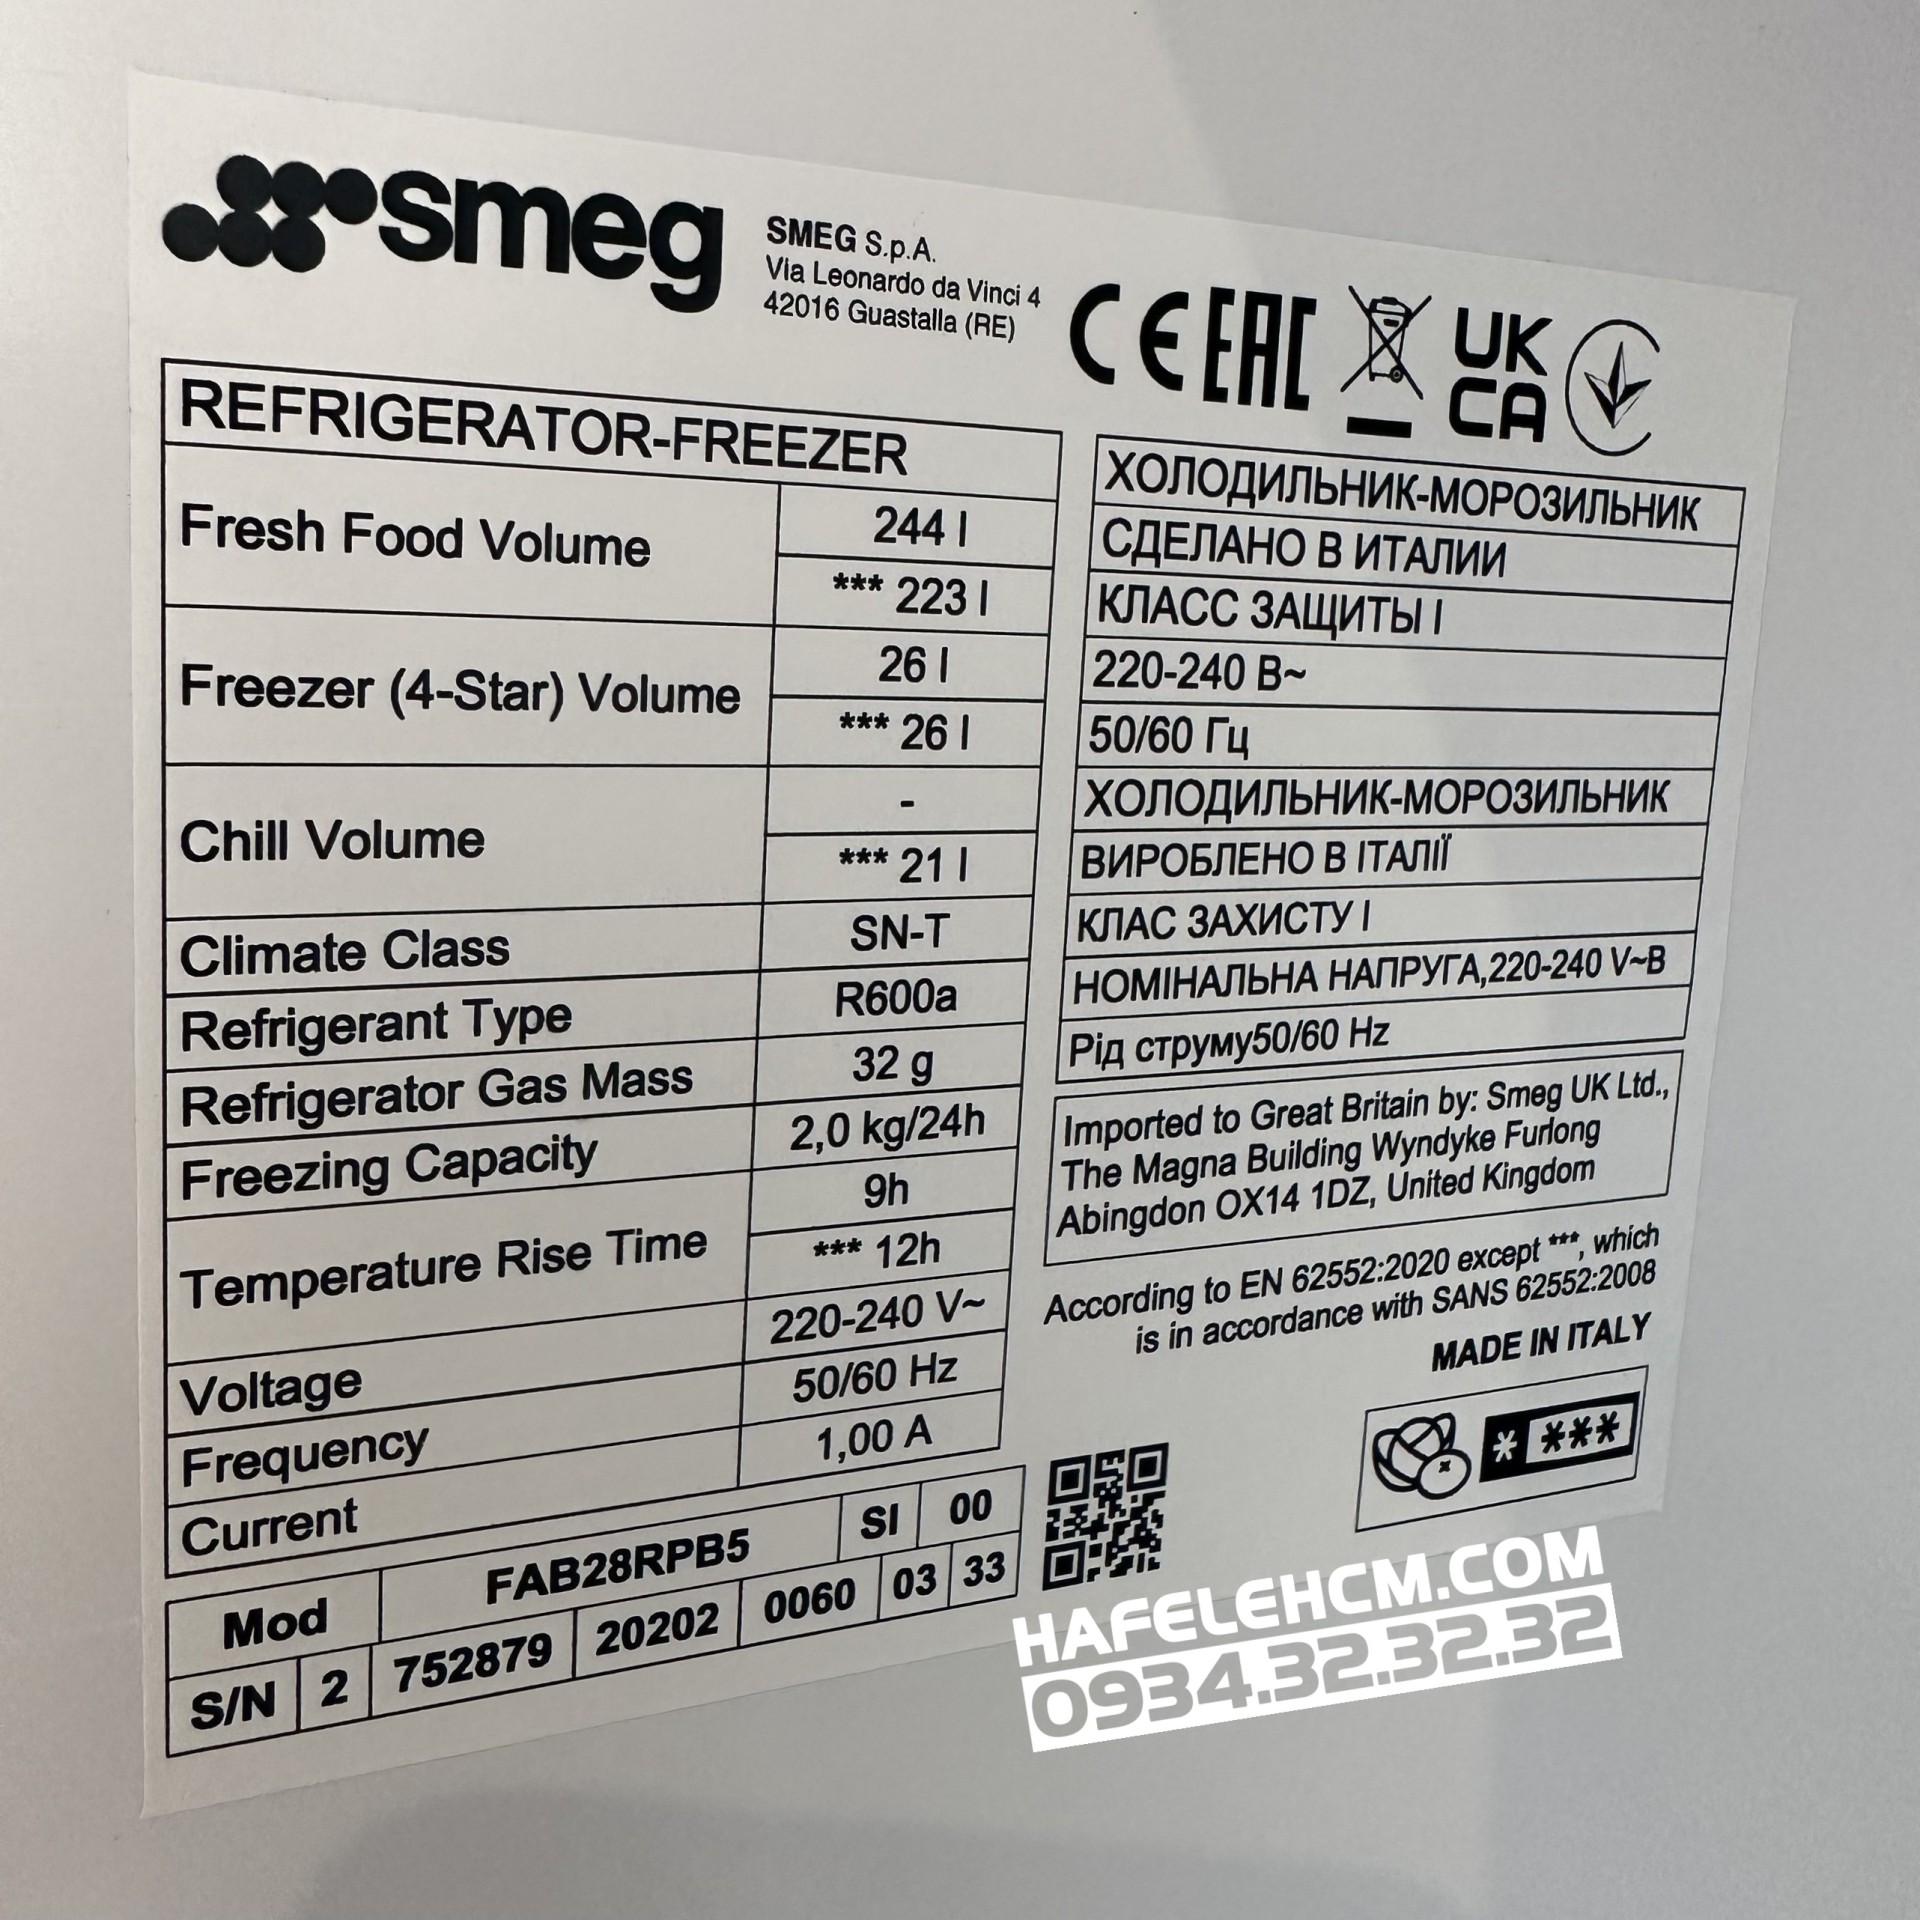 smeg
SMEG S.p.A.
Via Leonardo da Vinci 4
42016 Guastalla (RE)
CE EAC UK CA
REFRIGERATOR-FREEZER
Fresh Food Volume 244 l
*** 223 l
Freezer (4-Star) Volume 26 l
*** 26 l
Chill Volume -
*** 21 l
Climate Class SN-T
Refrigerant Type R600a
Refrigerator Gas Mass 32 g
Freezing Capacity 2,0 kg/24h
Temperature Rise Time 9h
*** 12h
Voltage 220-240 V~
Frequency 50/60 Hz
Current 1,00 A
Mod FAB28RPB5 SI 00
S/N 2 752879 20202 0060 03 33
ХОЛОДИЛЬНИК-МОРОЗИЛЬНИК
СДЕЛАНО В ИТАЛИИ
КЛАСС ЗАЩИТЫ I
220-240 В~
50/60 Гц
ХОЛОДИЛЬНИК-МОРОЗИЛЬНИК
ВИРОБЛЕНО В ІТАЛІЇ
КЛАС ЗАХИСТУ I
НОМІНАЛЬНА НАПРУГА,220-240 V~В
Рід струму50/60 Hz
Imported to Great Britain by: Smeg UK Ltd.,
The Magna Building Wyndyke Furlong
Abingdon OX14 1DZ, United Kingdom
According to EN 62552:2020 except ***, which
is in accordance with SANS 62552:2008
MADE IN ITALY
* ***
HAFELEHCM.COM
0934.32.32.32